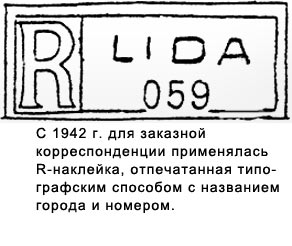 R LIDA
059
С 1942 г. для заказной
корреспонденции применялась
R-наклейка, отпечатанная типо-
графским способом с названием
города и номером.